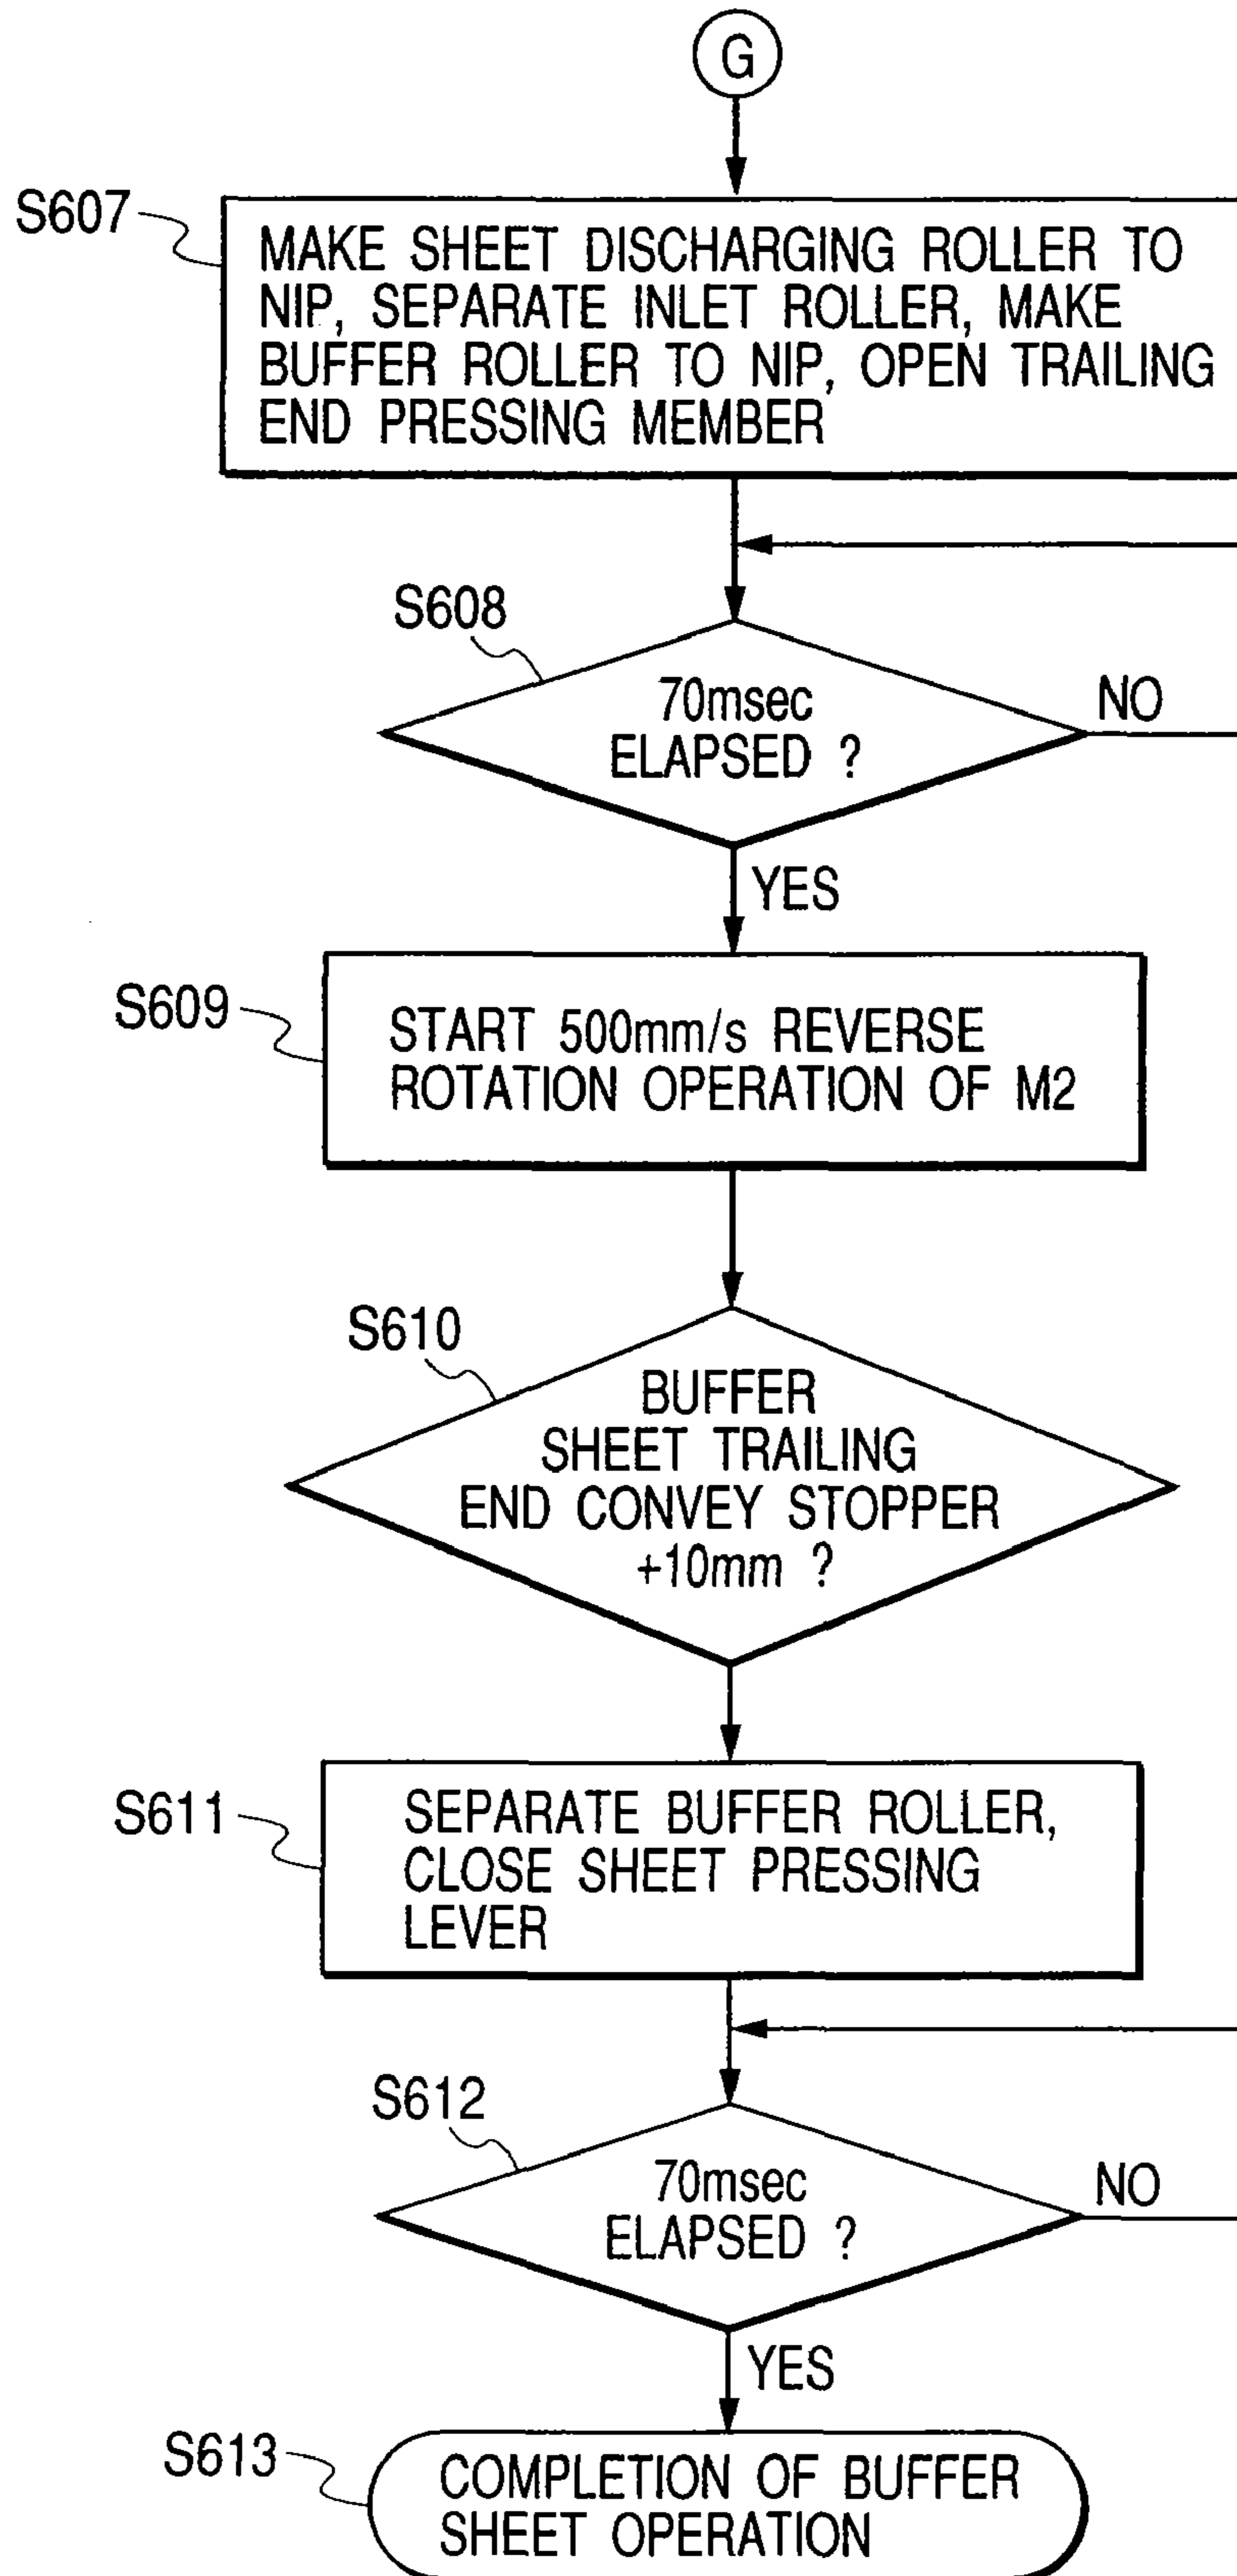 G
S607
MAKE SHEET DISCHARGING ROLLER TO
NIP, SEPARATE INLET ROLLER, MAKE
BUFFER ROLLER TO NIP, OPEN TRAILING
END PRESSING MEMBER
S608
70msec
ELAPSED ?
NO
YES
S609
START 500mm/s REVERSE
ROTATION OPERATION OF M2
S610
BUFFER
SHEET TRAILING
END CONVEY STOPPER
+10mm ?
S611
SEPARATE BUFFER ROLLER,
CLOSE SHEET PRESSING
LEVER
S612
70msec
ELAPSED ?
NO
YES
S613
COMPLETION OF BUFFER
SHEET OPERATION